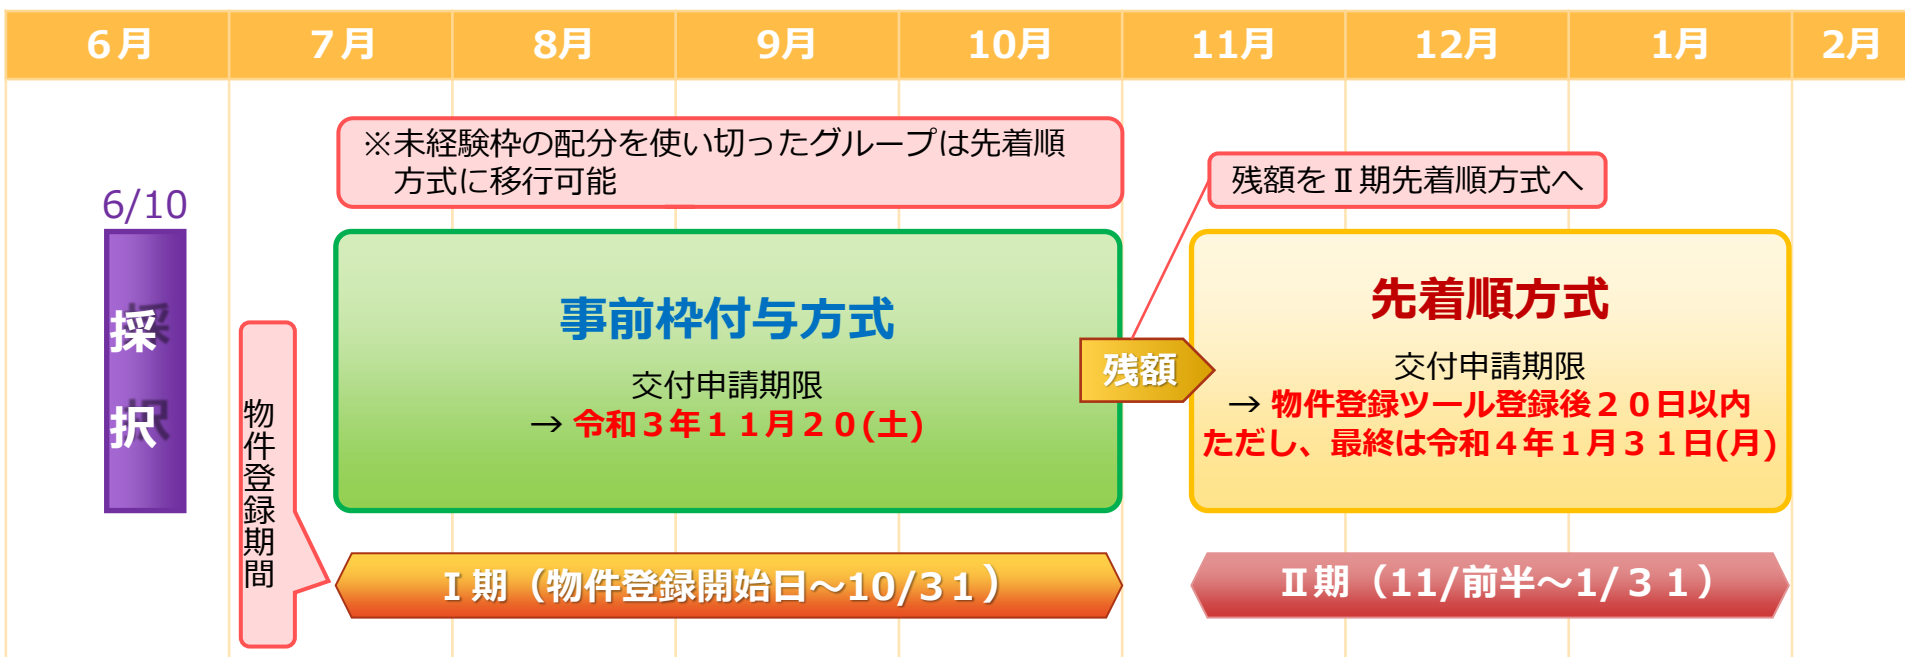 ６月 ７月 8月 9月 10月 11月 12月 1月 2月
※未経験枠の配分を使い切ったグループは先着順
方式に移行可能
残額をⅡ期先着順方式へ
6/10
採択
事前枠付与方式
交付申請期限
→ 令和３年１１月２０(土)
残額
先着順方式
交付申請期限
→ 物件登録ツール登録後２０日以内
ただし、最終は令和４年１月３１日(月)
物件登録期間
Ⅰ期（物件登録開始日～10/31）
Ⅱ期（11/前半～1/３１）